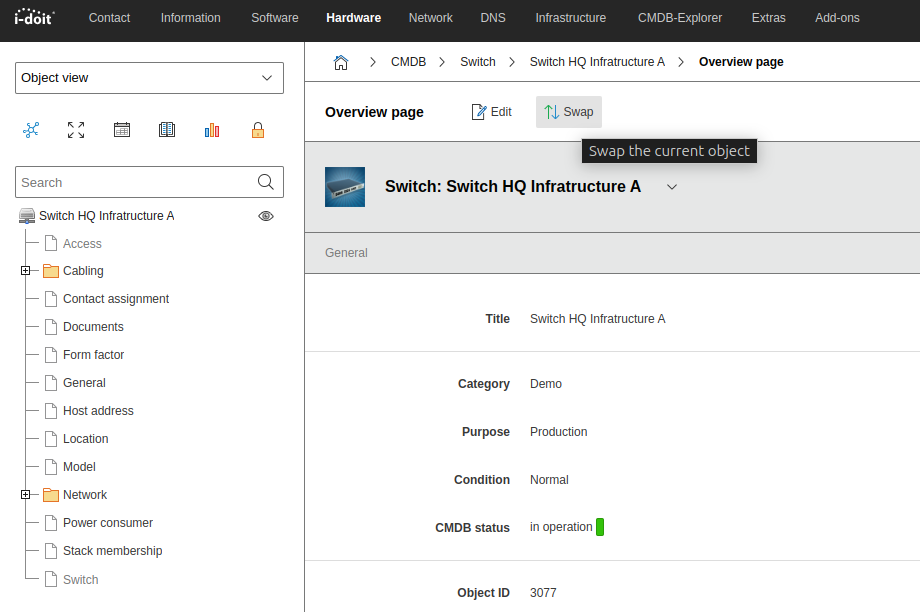 i-doit Contact Information Software Hardware Network DNS Infrastructure CMDB-Explorer Extras Add-ons
Object view
CMDB Switch Switch HQ Infratructure A Overview page
Overview page Edit Swap
Swap the current object
Search
Switch: Switch HQ Infratructure A
Switch HQ Infratructure A
Access
Cabling
Contact assignment
Documents
Form factor
General
Host address
Location
Model
Network
Power consumer
Stack membership
Switch
General
Title Switch HQ Infratructure A
Category Demo
Purpose Production
Condition Normal
CMDB status in operation
Object ID 3077